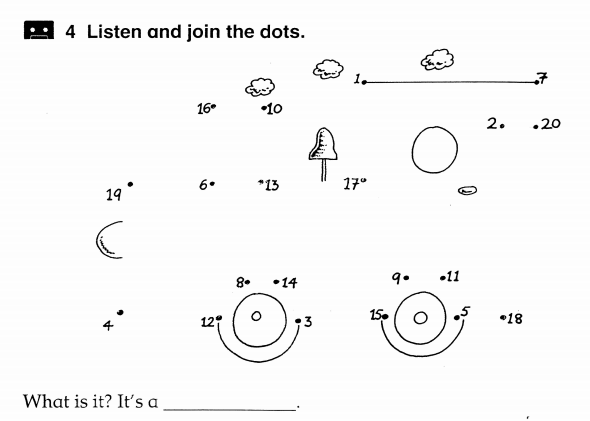 4 Listen and join the dots.
1. 7
16 10
2. 20
19 6 13 17
8 14 9 11
4 12 3 15 5 18
What is it? It's a ______________.